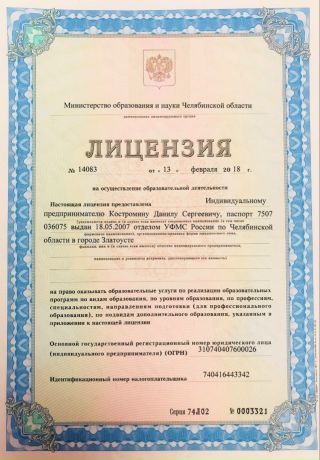 Министерство образования и науки Челябинской области
наименование лицензирующего органа
ЛИЦЕНЗИЯ
№ 14083 от « 13 » февраля 2018 г.
на осуществление образовательной деятельности
Настоящая лицензия предоставлена Индивидуальному
предпринимателю Костромину Данилу Сергеевичу, паспорт 7507
036075 выдан 18.05.2007 отделом УФМС России по Челябинской
области в городе Златоусте
на право оказывать образовательные услуги по реализации образовательных
программ по видам образования, по уровням образования, по профессиям,
специальностям, направлениям подготовки (для профессионального
образования), по подвидам дополнительного образования, указанным в
приложении к настоящей лицензии
Основной государственный регистрационный номер юридического лица
(индивидуального предпринимателя) (ОГРН) 310740407600026
Идентификационный номер налогоплательщика 740416443342
Серия 74Л02 № 0003321